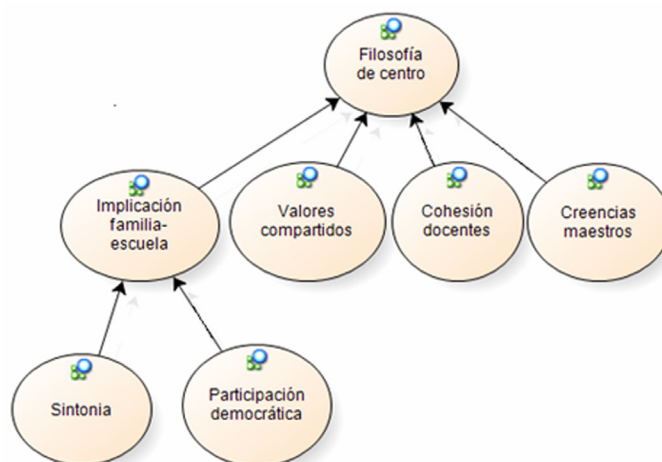 Filosofía
de centro
Implicación
familia-
escuela
Valores
compartidos
Cohesión
docentes
Creencias
maestros
Sintonia
Participación
democrática